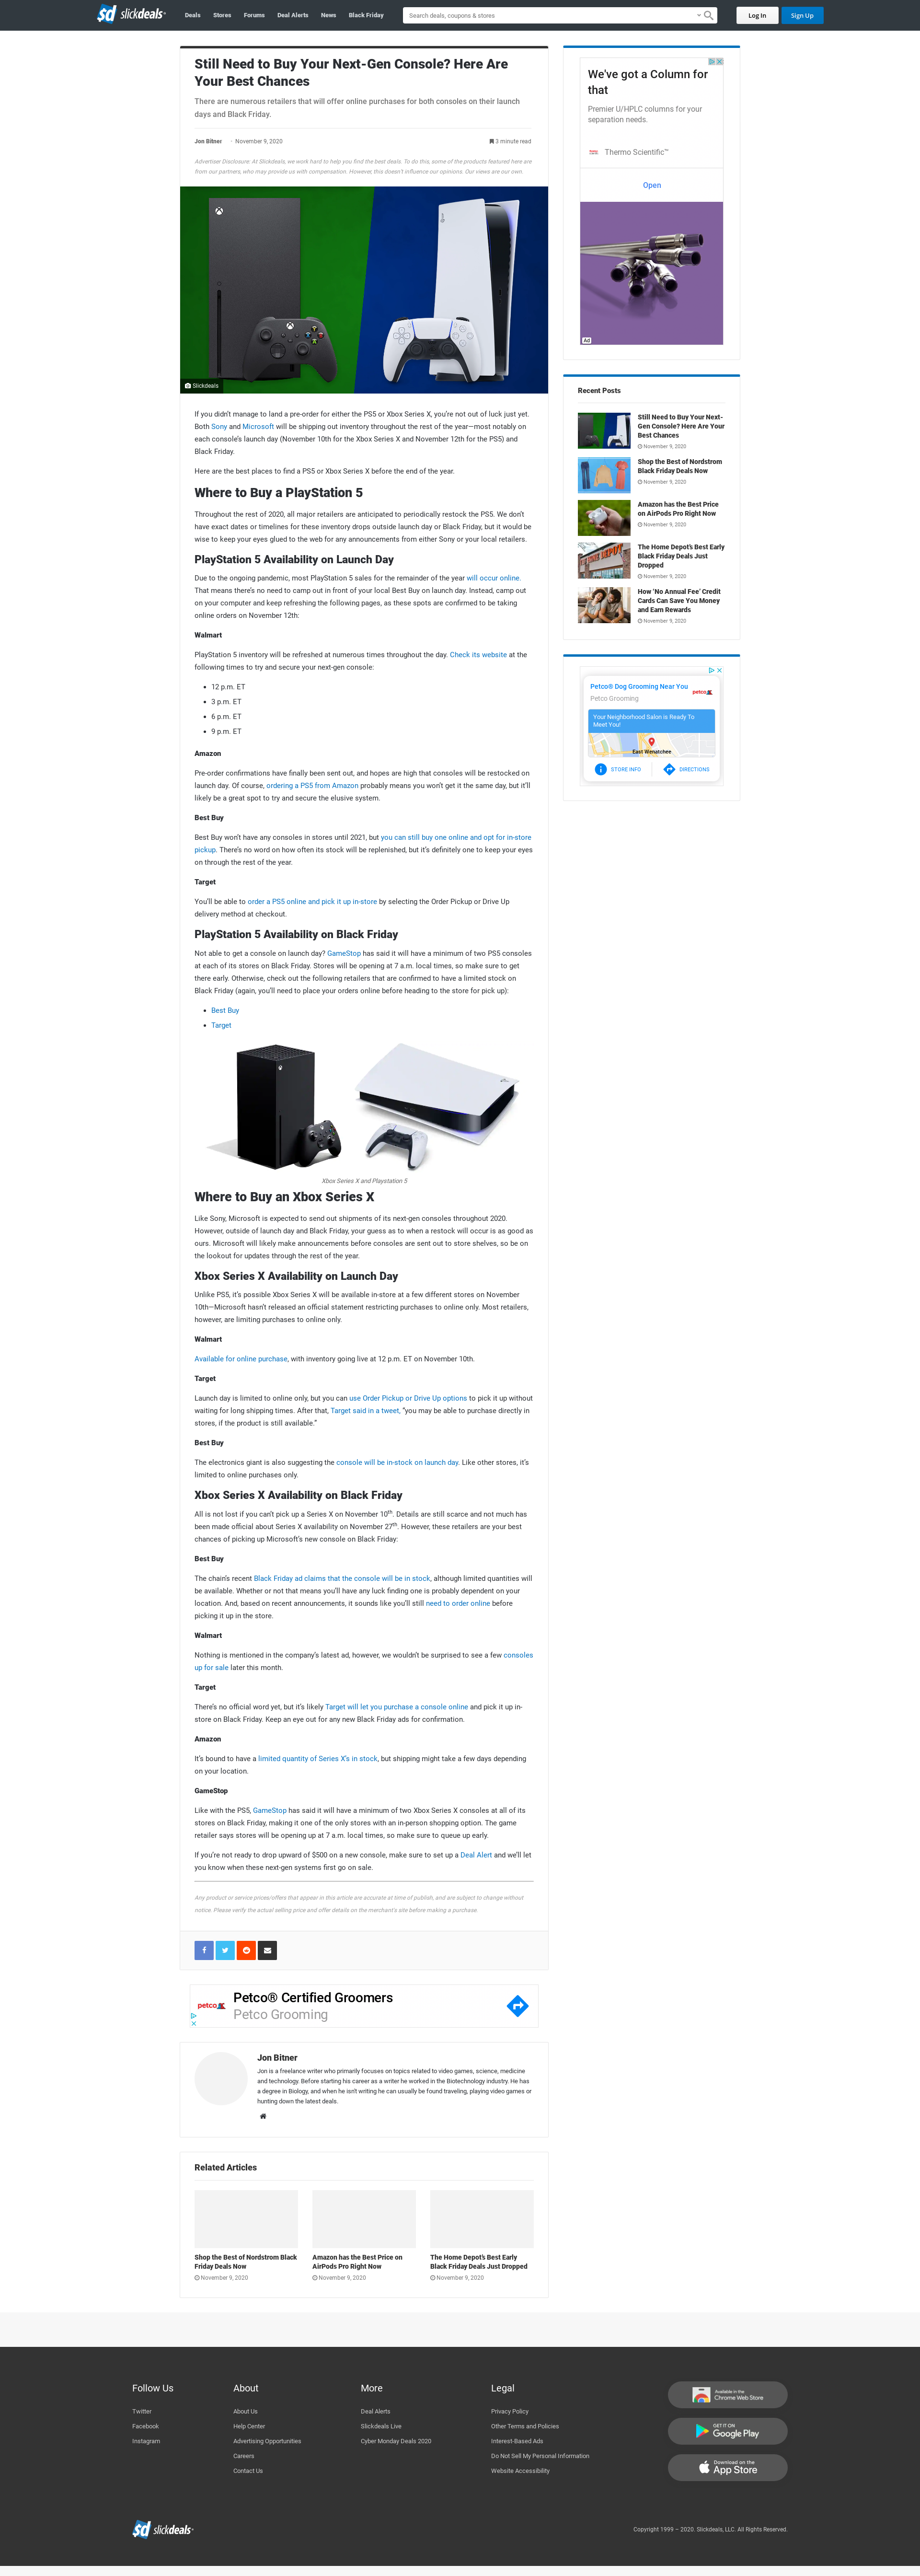 slickdeals
Deals
Stores
Forums
Deal Alerts
News
Black Friday
Search deals, coupons & stores
Log In
Sign Up
Still Need to Buy Your Next-Gen Console? Here Are
Your Best Chances
There are numerous retailers that will offer online purchases for both consoles on their launch
days and Black Friday.
Jon Bitner · November 9, 2020
3 minute read
Advertiser Disclosure: At Slickdeals, we work hard to help you find the best deals. To do this, some of the products featured here are
from our partners, who may provide us with compensation. However, this doesn't influence our opinions. Our views are our own.
Slickdeals
If you didn't manage to land a pre-order for either the PS5 or Xbox Series X, you're not out of luck just yet.
Both Sony and Microsoft will be shipping out inventory throughout the rest of the year—most notably on
each console's launch day (November 10th for the Xbox Series X and November 12th for the PS5) and
Black Friday.
Here are the best places to find a PS5 or Xbox Series X before the end of the year.
Where to Buy a PlayStation 5
Throughout the rest of 2020, all major retailers are anticipated to periodically restock the PS5. We don't
have exact dates or timelines for these inventory drops outside launch day or Black Friday, but it would be
wise to keep your eyes glued to the web for any announcements from either Sony or your local retailers.
PlayStation 5 Availability on Launch Day
Due to the ongoing pandemic, most PlayStation 5 sales for the remainder of the year will occur online.
That means there's no need to camp out in front of your local Best Buy on launch day. Instead, camp out
on your computer and keep refreshing the following pages, as these spots are confirmed to be taking
online orders on November 12th:
Walmart
PlayStation 5 inventory will be refreshed at numerous times throughout the day. Check its website at the
following times to try and secure your next-gen console:
• 12 p.m. ET
• 3 p.m. ET
• 6 p.m. ET
• 9 p.m. ET
Amazon
Pre-order confirmations have finally been sent out, and hopes are high that consoles will be restocked on
launch day. Of course, ordering a PS5 from Amazon probably means you won't get it the same day, but it'll
likely be a great spot to try and secure the elusive system.
Best Buy
Best Buy won't have any consoles in stores until 2021, but you can still buy one online and opt for in-store
pickup. There's no word on how often its stock will be replenished, but it's definitely one to keep your eyes
on through the rest of the year.
Target
You'll be able to order a PS5 online and pick it up in-store by selecting the Order Pickup or Drive Up
delivery method at checkout.
PlayStation 5 Availability on Black Friday
Not able to get a console on launch day? GameStop has said it will have a minimum of two PS5 consoles
at each of its stores on Black Friday. Stores will be opening at 7 a.m. local times, so make sure to get
there early. Otherwise, check out the following retailers that are confirmed to have a limited stock on
Black Friday (again, you'll need to place your orders online before heading to the store for pick up):
• Best Buy
• Target
Xbox Series X and Playstation 5
Where to Buy an Xbox Series X
Like Sony, Microsoft is expected to send out shipments of its next-gen consoles throughout 2020.
However, outside of launch day and Black Friday, your guess as to when a restock will occur is as good as
ours. Microsoft will likely make announcements before consoles are sent out to store shelves, so be on
the lookout for updates through the rest of the year.
Xbox Series X Availability on Launch Day
Unlike PS5, it's possible Xbox Series X will be available in-store at a few different stores on November
10th—Microsoft hasn't released an official statement restricting purchases to online only. Most retailers,
however, are limiting purchases to online only.
Walmart
Available for online purchase, with inventory going live at 12 p.m. ET on November 10th.
Target
Launch day is limited to online only, but you can use Order Pickup or Drive Up options to pick it up without
waiting for long shipping times. After that, Target said in a tweet, “you may be able to purchase directly in
stores, if the product is still available.”
Best Buy
The electronics giant is also suggesting the console will be in-stock on launch day. Like other stores, it's
limited to online purchases only.
Xbox Series X Availability on Black Friday
All is not lost if you can't pick up a Series X on November 10th. Details are still scarce and not much has
been made official about Series X availability on November 27th. However, these retailers are your best
chances of picking up Microsoft's new console on Black Friday:
Best Buy
The chain's recent Black Friday ad claims that the console will be in stock, although limited quantities will
be available. Whether or not that means you'll have any luck finding one is probably dependent on your
location. And, based on recent announcements, it sounds like you'll still need to order online before
picking it up in the store.
Walmart
Nothing is mentioned in the company's latest ad, however, we wouldn't be surprised to see a few consoles
up for sale later this month.
Target
There's no official word yet, but it's likely Target will let you purchase a console online and pick it up in-
store on Black Friday. Keep an eye out for any new Black Friday ads for confirmation.
Amazon
It's bound to have a limited quantity of Series X's in stock, but shipping might take a few days depending
on your location.
GameStop
Like with the PS5, GameStop has said it will have a minimum of two Xbox Series X consoles at all of its
stores on Black Friday, making it one of the only stores with an in-person shopping option. The game
retailer says stores will be opening up at 7 a.m. local times, so make sure to queue up early.
If you're not ready to drop upward of $500 on a new console, make sure to set up a Deal Alert and we'll let
you know when these next-gen systems first go on sale.
Any product or service prices/offers that appear in this article are accurate at time of publish, and are subject to change without
notice. Please verify the actual selling price and offer details on the merchant's site before making a purchase.
petco
Petco® Certified Groomers
Petco Grooming
Jon Bitner
Jon is a freelance writer who primarily focuses on topics related to video games, science, medicine
and technology. Before starting his career as a writer he worked in the Biotechnology industry. He has
a degree in Biology, and when he isn't writing he can usually be found traveling, playing video games or
hunting down the latest deals.
Related Articles
Shop the Best of Nordstrom Black
Friday Deals Now
November 9, 2020
Amazon has the Best Price on
AirPods Pro Right Now
November 9, 2020
The Home Depot's Best Early
Black Friday Deals Just Dropped
November 9, 2020
We've got a Column for
that
Premier U/HPLC columns for your
separation needs.
Thermo Scientific™
Open
Ad
Recent Posts
Still Need to Buy Your Next-
Gen Console? Here Are Your
Best Chances
November 9, 2020
Shop the Best of Nordstrom
Black Friday Deals Now
November 9, 2020
Amazon has the Best Price
on AirPods Pro Right Now
November 9, 2020
The Home Depot's Best Early
Black Friday Deals Just
Dropped
November 9, 2020
How 'No Annual Fee' Credit
Cards Can Save You Money
and Earn Rewards
November 9, 2020
Petco® Dog Grooming Near You
Petco Grooming
petco
Your Neighborhood Salon is Ready To
Meet You!
East Wenatchee
STORE INFO
DIRECTIONS
Follow Us
Twitter
Facebook
Instagram
About
About Us
Help Center
Advertising Opportunities
Careers
Contact Us
More
Deal Alerts
Slickdeals Live
Cyber Monday Deals 2020
Legal
Privacy Policy
Other Terms and Policies
Interest-Based Ads
Do Not Sell My Personal Information
Website Accessibility
Available in the
Chrome Web Store
GET IT ON
Google Play
Download on the
App Store
slickdeals
Copyright 1999 – 2020. Slickdeals, LLC. All Rights Reserved.